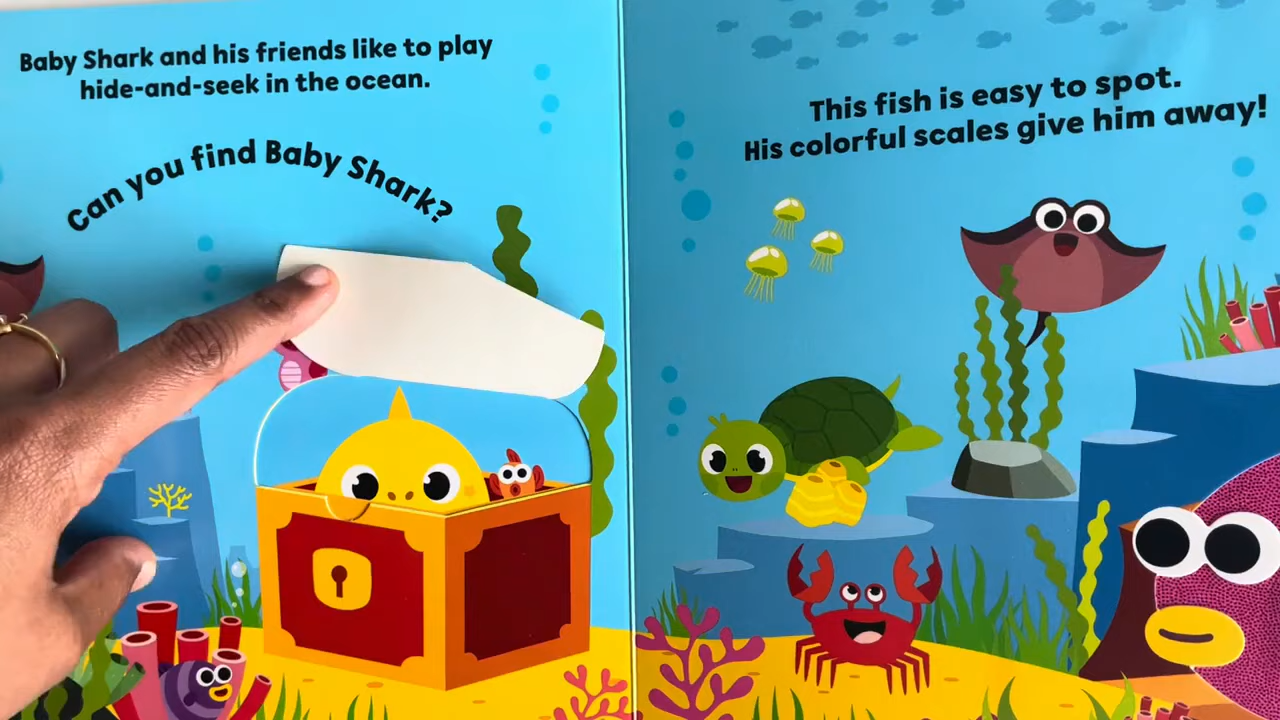 Baby Shark and his friends like to play
hide-and-seek in the ocean.
Can you find Baby Shark?
This fish is easy to spot.
His colorful scales give him away!